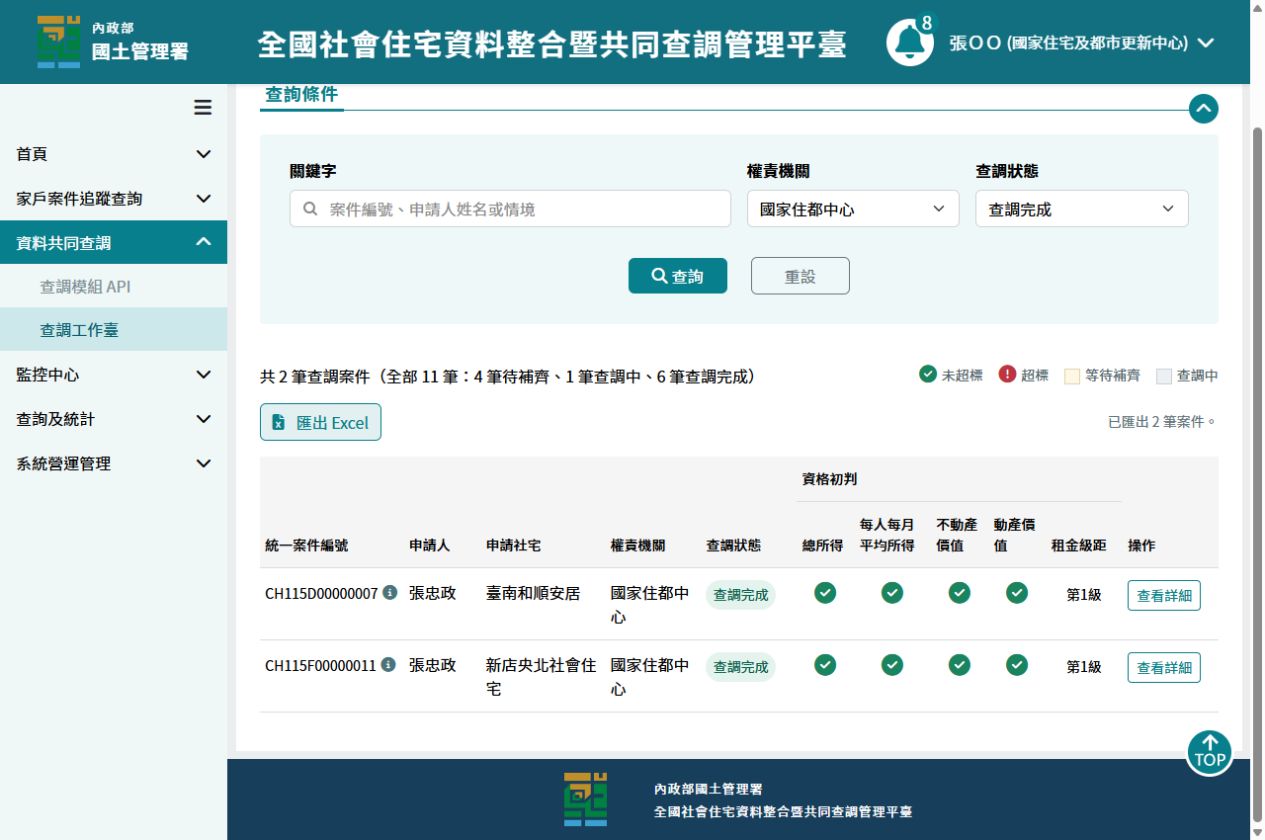 內政部
國土管理署
全國社會住宅資料整合暨共同查調管理平臺
8
張OO (國家住宅及都市更新中心)
首頁
家戶案件追蹤查詢
資料共同查調
查調模組 API
查調工作臺
監控中心
查詢及統計
系統營運管理
查詢條件
關鍵字
權責機關
查調狀態
案件編號、申請人姓名或情境
國家住都中心
查調完成
查詢
重設
共 2 筆查調案件（全部 11 筆：4 筆待補齊、1 筆查調中、6 筆查調完成）
未超標
超標
等待補齊
查調中
匯出 Excel
已匯出 2 筆案件。
資格初判
統一案件編號
申請人
申請社宅
權責機關
查調狀態
總所得
每人每月
平均所得
不動產
價值
動產價
值
租金級距
操作
CH115D00000007
張忠政
臺南和順安居
國家住都中
心
查調完成
第1級
查看詳細
CH115F00000011
張忠政
新店央北社會住
宅
國家住都中
心
查調完成
第1級
查看詳細
TOP
內政部國土管理署
全國社會住宅資料整合暨共同查調管理平臺